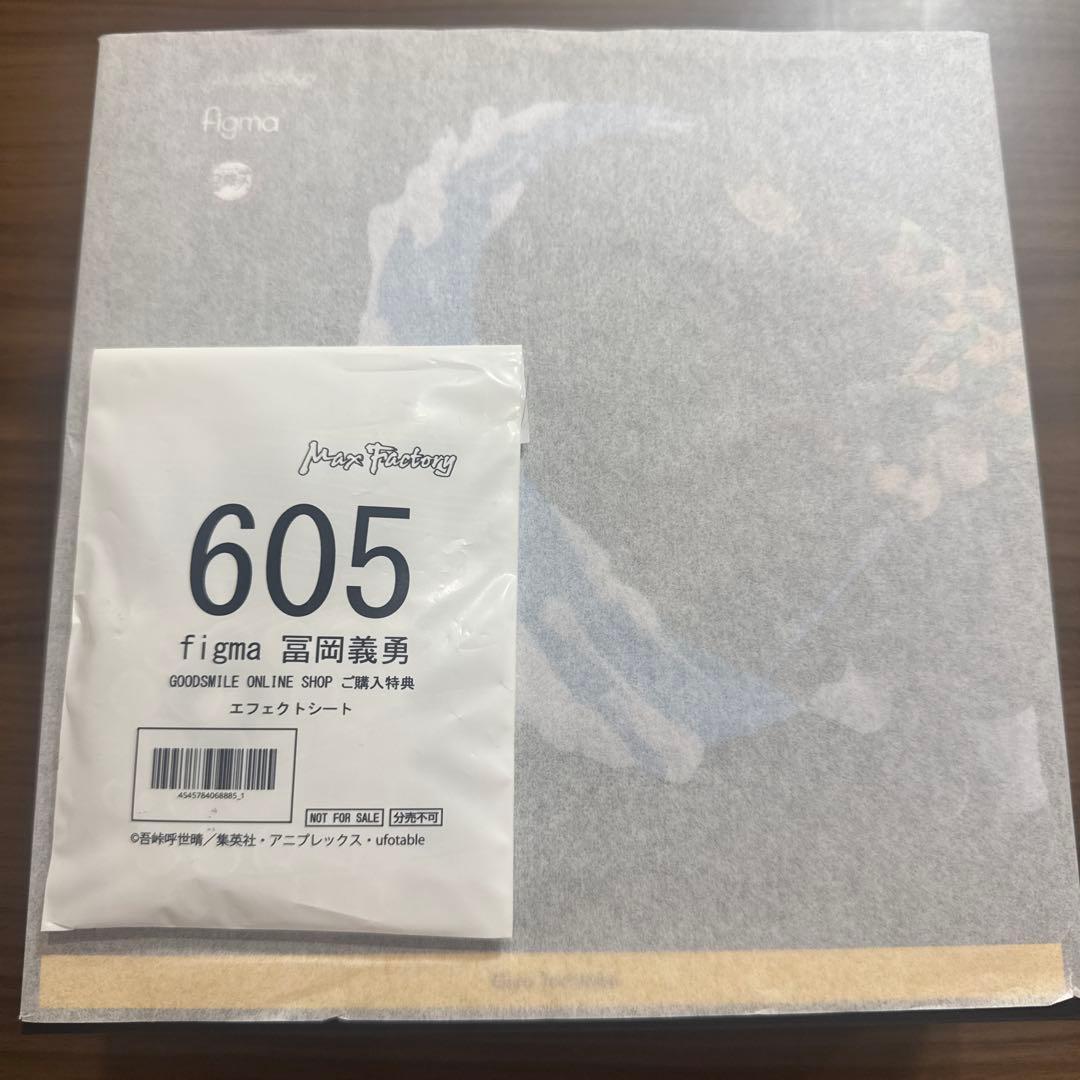 figma
Max Factory
605
figma 冨岡義勇
GOODSMILE ONLINE SHOP ご購入特典
エフェクトシート
4545784068885_1
NOT FOR SALE 分売不可
©吾峠呼世晴／集英社・アニプレックス・ufotable